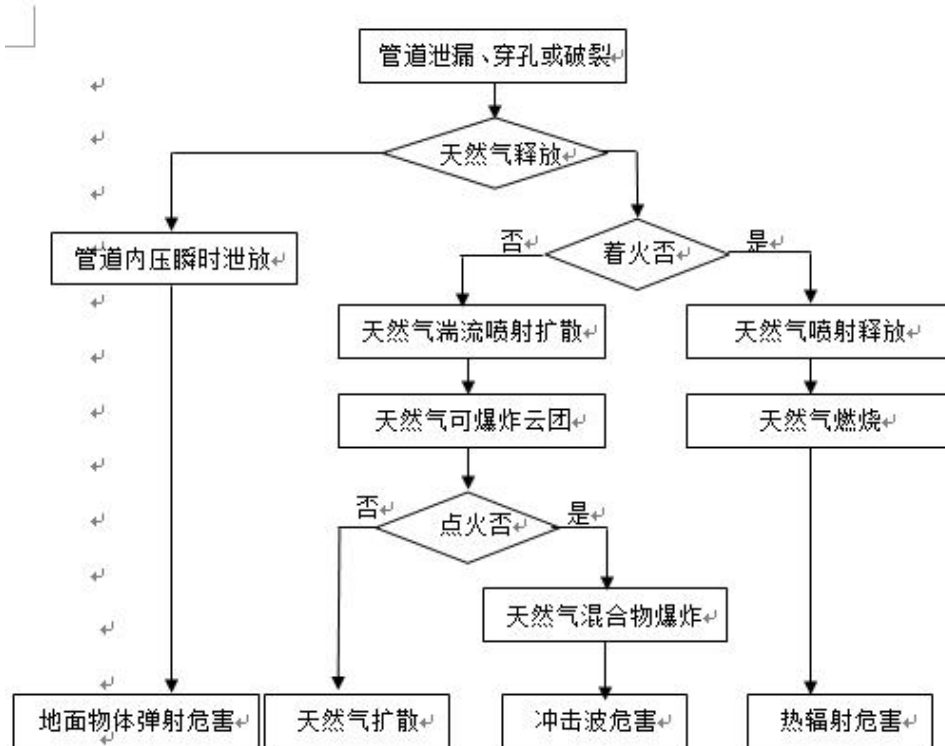 管道泄漏、穿孔或破裂
天然气释放
管道内压瞬时泄放
否
着火否
是
天然气湍流喷射扩散
天然气喷射释放
天然气可爆炸云团
天然气燃烧
否
点火否
是
天然气混合物爆炸
地面物体弹射危害
天然气扩散
冲击波危害
热辐射危害